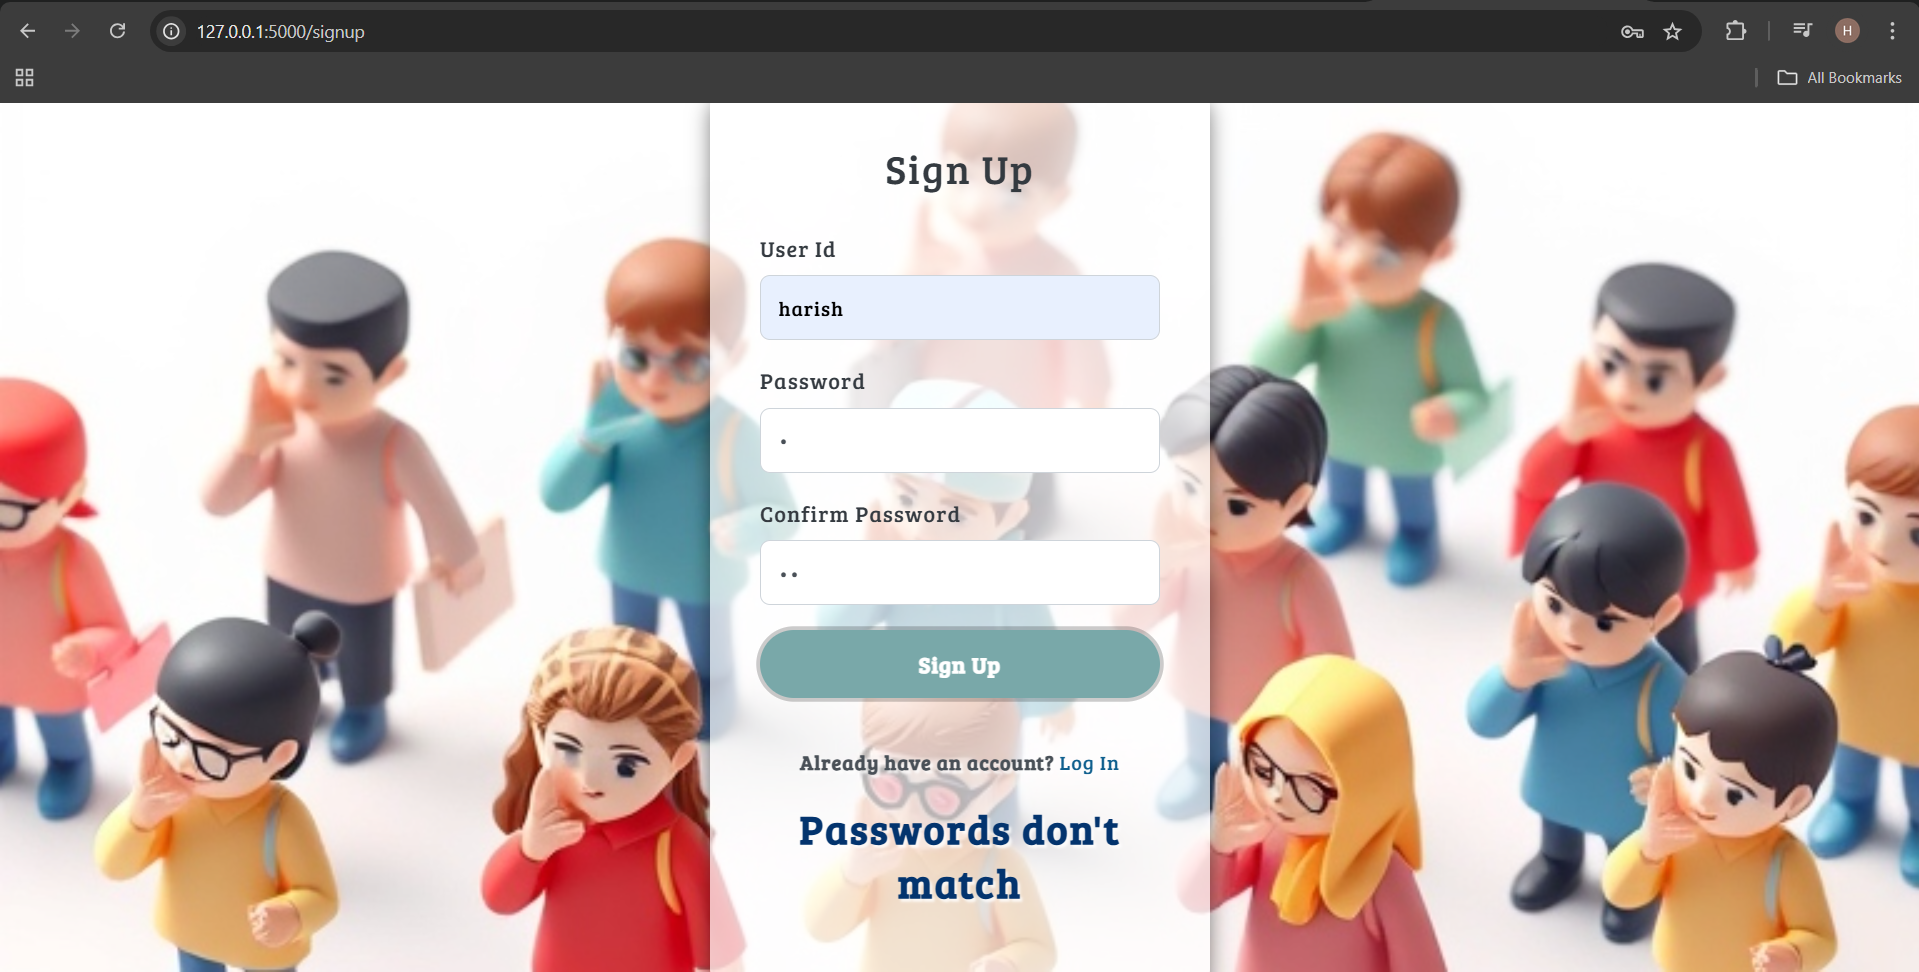 127.0.0.1:5000/signup
H
All Bookmarks
Sign Up
User Id
harish
Password
Confirm Password
Sign Up
Already have an account? Log In
Passwords don't
match